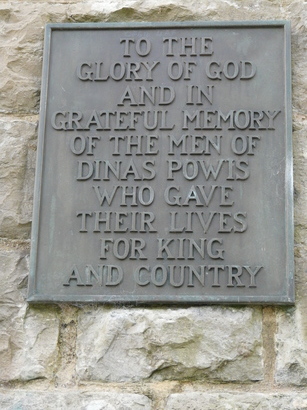 TO THE
GLORY OF GOD
AND IN
GRATEFUL MEMORY
OF THE MEN OF
DINAS POWIS
WHO GAVE
THEIR LIVES
FOR KING
AND COUNTRY